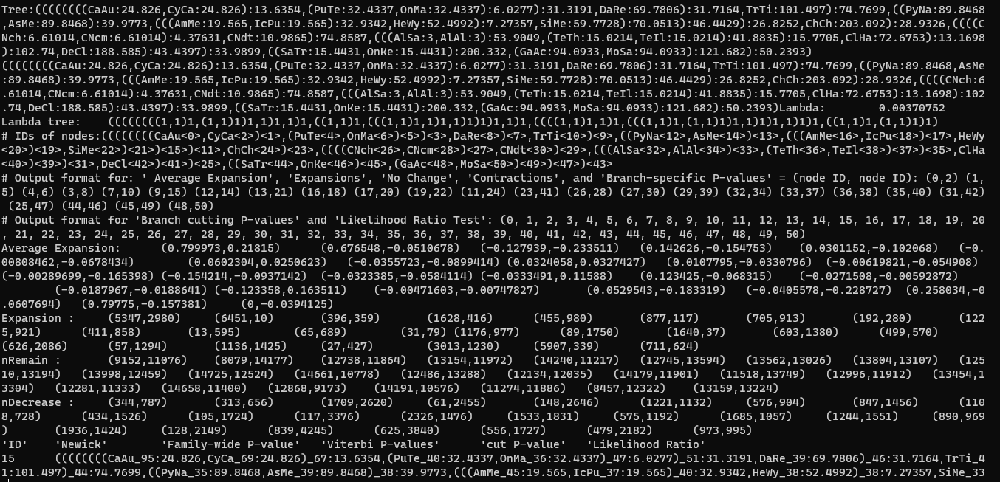 Tree:((((((((CaAu:24.826,CyCa:24.826):13.6354,(PuTe:32.4337,OnMa:32.4337):6.0277):31.3191,DaRe:69.7806):31.7164,TrTi:101.497):74.7699,((PyNa:89.8468
,AsMe:89.8468):39.9773,(((AmMe:19.565,IcPu:19.565):32.9342,HeWy:52.4992):7.27357,SiMe:59.7728):70.0513):46.4429):26.8252,ChCh:203.092):28.9326,((((C
Nch:6.61014,CNcm:6.61014):4.37631,CNdt:10.9865):74.8587,(((AlSa:3,AlAl:3):53.9049,(TeTh:15.0214,TeIl:15.0214):41.8835):15.7705,ClHa:72.6753):13.1698
):102.74,DeCl:188.585):43.4397):33.9899,((SaTr:15.4431,OnKe:15.4431):200.332,(GaAc:94.0933,MoSa:94.0933):121.682):50.2393)
((((((((CaAu:24.826,CyCa:24.826):13.6354,(PuTe:32.4337,OnMa:32.4337):6.0277):31.3191,DaRe:69.7806):31.7164,TrTi:101.497):74.7699,((PyNa:89.8468,AsMe
:89.8468):39.9773,(((AmMe:19.565,IcPu:19.565):32.9342,HeWy:52.4992):7.27357,SiMe:59.7728):70.0513):46.4429):26.8252,ChCh:203.092):28.9326,((((CNch:6
.61014,CNcm:6.61014):4.37631,CNdt:10.9865):74.8587,(((AlSa:3,AlAl:3):53.9049,(TeTh:15.0214,TeIl:15.0214):41.8835):15.7705,ClHa:72.6753):13.1698):102
.74,DeCl:188.585):43.4397):33.9899,((SaTr:15.4431,OnKe:15.4431):200.332,(GaAc:94.0933,MoSa:94.0933):121.682):50.2393)Lambda:        0.00370752
Lambda tree:    ((((((((1,1)1,(1,1)1)1,1)1,1)1,((1,1)1,(((1,1)1,1)1,1)1)1)1,1)1,((((1,1)1,1)1,(((1,1)1,(1,1)1)1,1)1)1,1)1)1,((1,1)1,(1,1)1)1)
# IDs of nodes:((((((((CaAu<0>,CyCa<2>)<1>,(PuTe<4>,OnMa<6>)<5>)<3>,DaRe<8>)<7>,TrTi<10>)<9>,((PyNa<12>,AsMe<14>)<13>,(((AmMe<16>,IcPu<18>)<17>,HeWy
<20>)<19>,SiMe<22>)<21>)<15>)<11>,ChCh<24>)<23>,((((CNch<26>,CNcm<28>)<27>,CNdt<30>)<29>,(((AlSa<32>,AlAl<34>)<33>,(TeTh<36>,TeIl<38>)<37>)<35>,ClHa
<40>)<39>)<31>,DeCl<42>)<41>)<25>,((SaTr<44>,OnKe<46>)<45>,(GaAc<48>,MoSa<50>)<49>)<47>)<43>
# Output format for: ' Average Expansion', 'Expansions', 'No Change', 'Contractions', and 'Branch-specific P-values' = (node ID, node ID): (0,2) (1,
5) (4,6) (3,8) (7,10) (9,15) (12,14) (13,21) (16,18) (17,20) (19,22) (11,24) (23,41) (26,28) (27,30) (29,39) (32,34) (33,37) (36,38) (35,40) (31,42)
 (25,47) (44,46) (45,49) (48,50)
# Output format for 'Branch cutting P-values' and 'Likelihood Ratio Test': (0, 1, 2, 3, 4, 5, 6, 7, 8, 9, 10, 11, 12, 13, 14, 15, 16, 17, 18, 19, 20
, 21, 22, 23, 24, 25, 26, 27, 28, 29, 30, 31, 32, 33, 34, 35, 36, 37, 38, 39, 40, 41, 42, 43, 44, 45, 46, 47, 48, 49, 50)
Average Expansion:      (0.799973,0.21815)      (0.676548,-0.0510678)   (-0.127939,-0.233511)   (0.142626,-0.154753)    (0.0301152,-0.102068)   (-0.
00808462,-0.0678434)        (0.0602304,0.0250623)   (-0.0355723,-0.0899414) (0.0324058,0.0327427)   (0.0107795,-0.0330796)  (-0.00619821,-0.054908)
(-0.00289699,-0.165398) (-0.154214,-0.0937142)  (-0.0323385,-0.0584114) (-0.0333491,0.11588)    (0.123425,-0.068315)    (-0.0271508,-0.00592872)
        (-0.0187967,-0.0188641) (-0.123358,0.163511)    (-0.00471603,-0.00747827)       (0.0529543,-0.183319)   (-0.0405578,-0.228727)  (0.258034,-0
.0607694)   (0.79775,-0.157381)     (0,-0.0394125)
Expansion :     (5347,2980)     (6451,10)       (396,359)       (1628,416)      (455,980)       (877,117)       (705,913)       (192,280)       (122
5,921)      (411,858)       (13,595)        (65,689)        (31,79) (1176,977)      (89,1750)       (1640,37)       (603,1380)      (499,570)
(626,2086)      (57,1294)       (1136,1425)     (27,427)        (3013,1230)     (5907,339)      (711,624)
nRemain :       (9152,11076)    (8079,14177)    (12738,11864)   (13154,11972)   (14240,11217)   (12745,13594)   (13562,13026)   (13804,13107)   (125
10,13194)   (13998,12459)   (14725,12524)   (14661,10778)   (12486,13288)   (12134,12035)   (14179,11901)   (11518,13749)   (12996,11912)   (13454,1
3304)   (12281,11333)   (14658,11400)   (12868,9173)    (14191,10576)   (11274,11886)   (8457,12322)    (13159,13224)
nDecrease :     (344,787)       (313,656)       (1709,2620)     (61,2455)       (148,2646)      (1221,1132)     (576,904)       (847,1456)      (110
8,728)      (434,1526)      (105,1724)      (117,3376)      (2326,1476)     (1533,1831)     (575,1192)      (1685,1057)     (1244,1551)     (890,969
)       (1936,1424)     (128,2149)      (839,4245)      (625,3840)      (556,1727)      (479,2182)      (973,995)
'ID'    'Newick'        'Family-wide P-value'   'Viterbi P-values'      'cut P-value'   'Likelihood Ratio'
15      ((((((((CaAu_95:24.826,CyCa_69:24.826)_67:13.6354,(PuTe_40:32.4337,OnMa_36:32.4337)_47:6.0277)_51:31.3191,DaRe_39:69.7806)_46:31.7164,TrTi_4
1:101.497)_44:74.7699,((PyNa_35:89.8468,AsMe_39:89.8468)_38:39.9773,(((AmMe_45:19.565,IcPu_37:19.565)_40:32.9342,HeWy_38:52.4992)_38:7.27357,SiMe_33